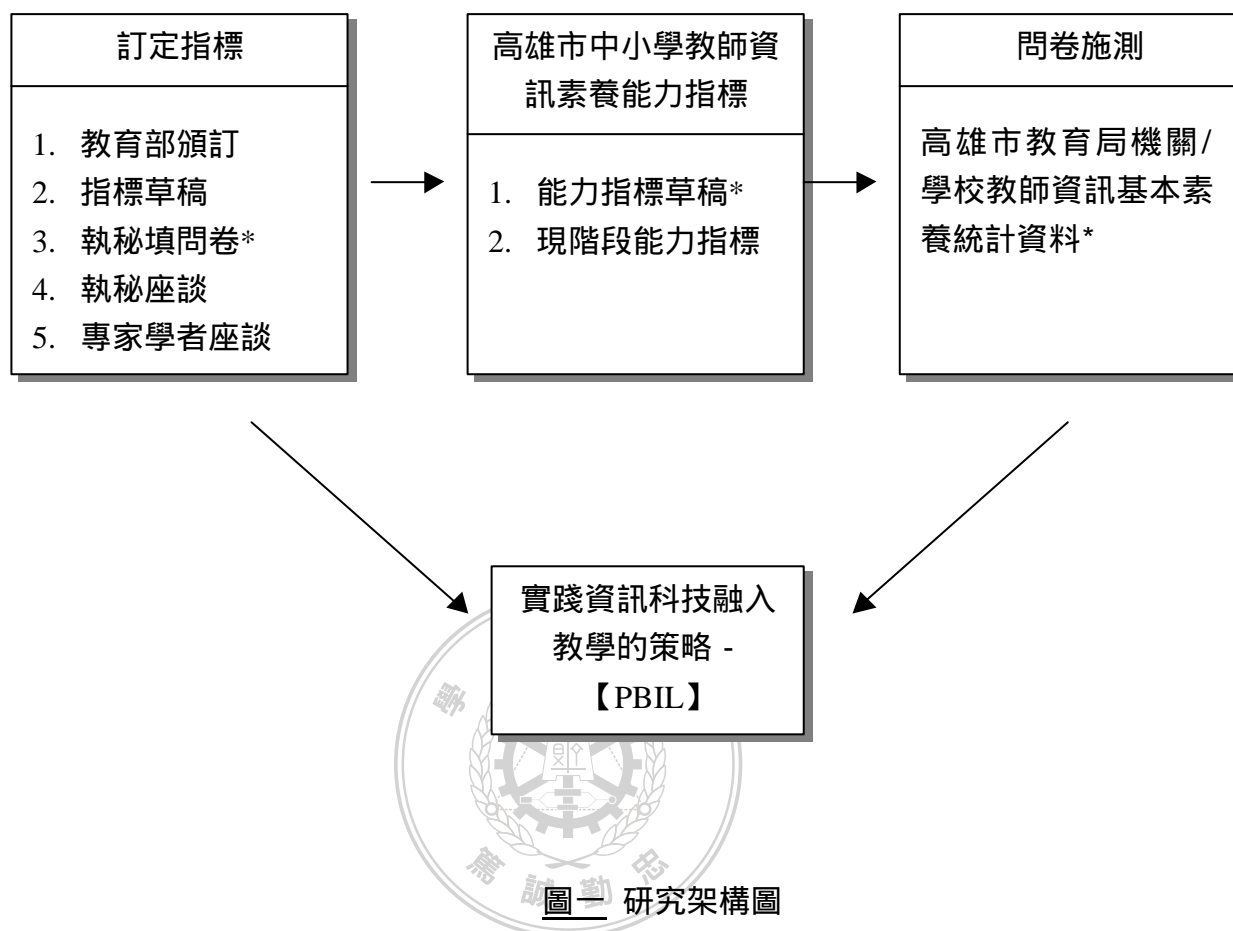 訂定指標
1. 教育部頒訂
2. 指標草稿
3. 執秘填問卷*
4. 執秘座談
5. 專家學者座談
高雄市中小學教師資
訊素養能力指標
1. 能力指標草稿*
2. 現階段能力指標
問卷施測
高雄市教育局機關/
學校教師資訊基本素
養統計資料*
實踐資訊科技融入
教學的策略 -
【PBIL】
學
篤 誠 勤 忍
圖一 研究架構圖